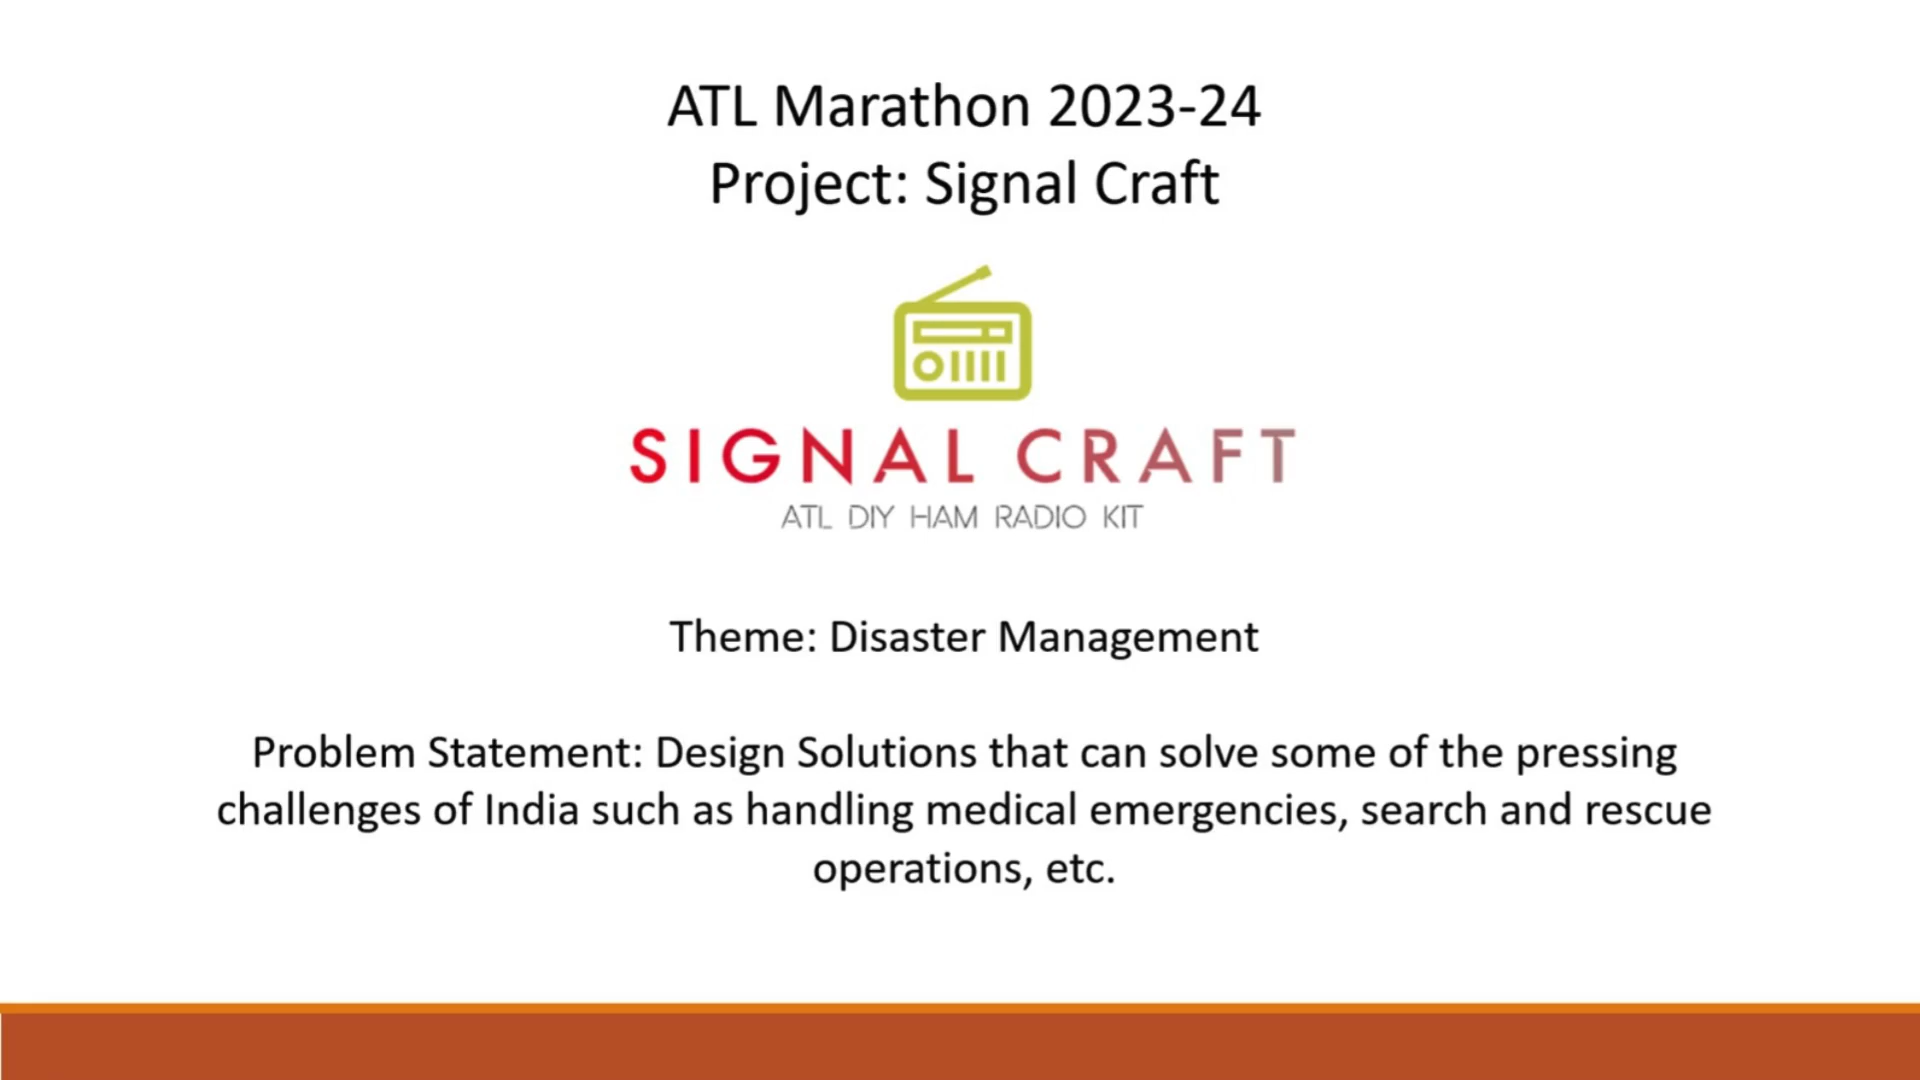 ATL Marathon 2023-24
Project: Signal Craft
SIGNAL CRAFT
ATL DIY HAM RADIO KIT
Theme: Disaster Management
Problem Statement: Design Solutions that can solve some of the pressing
challenges of India such as handling medical emergencies, search and rescue
operations, etc.